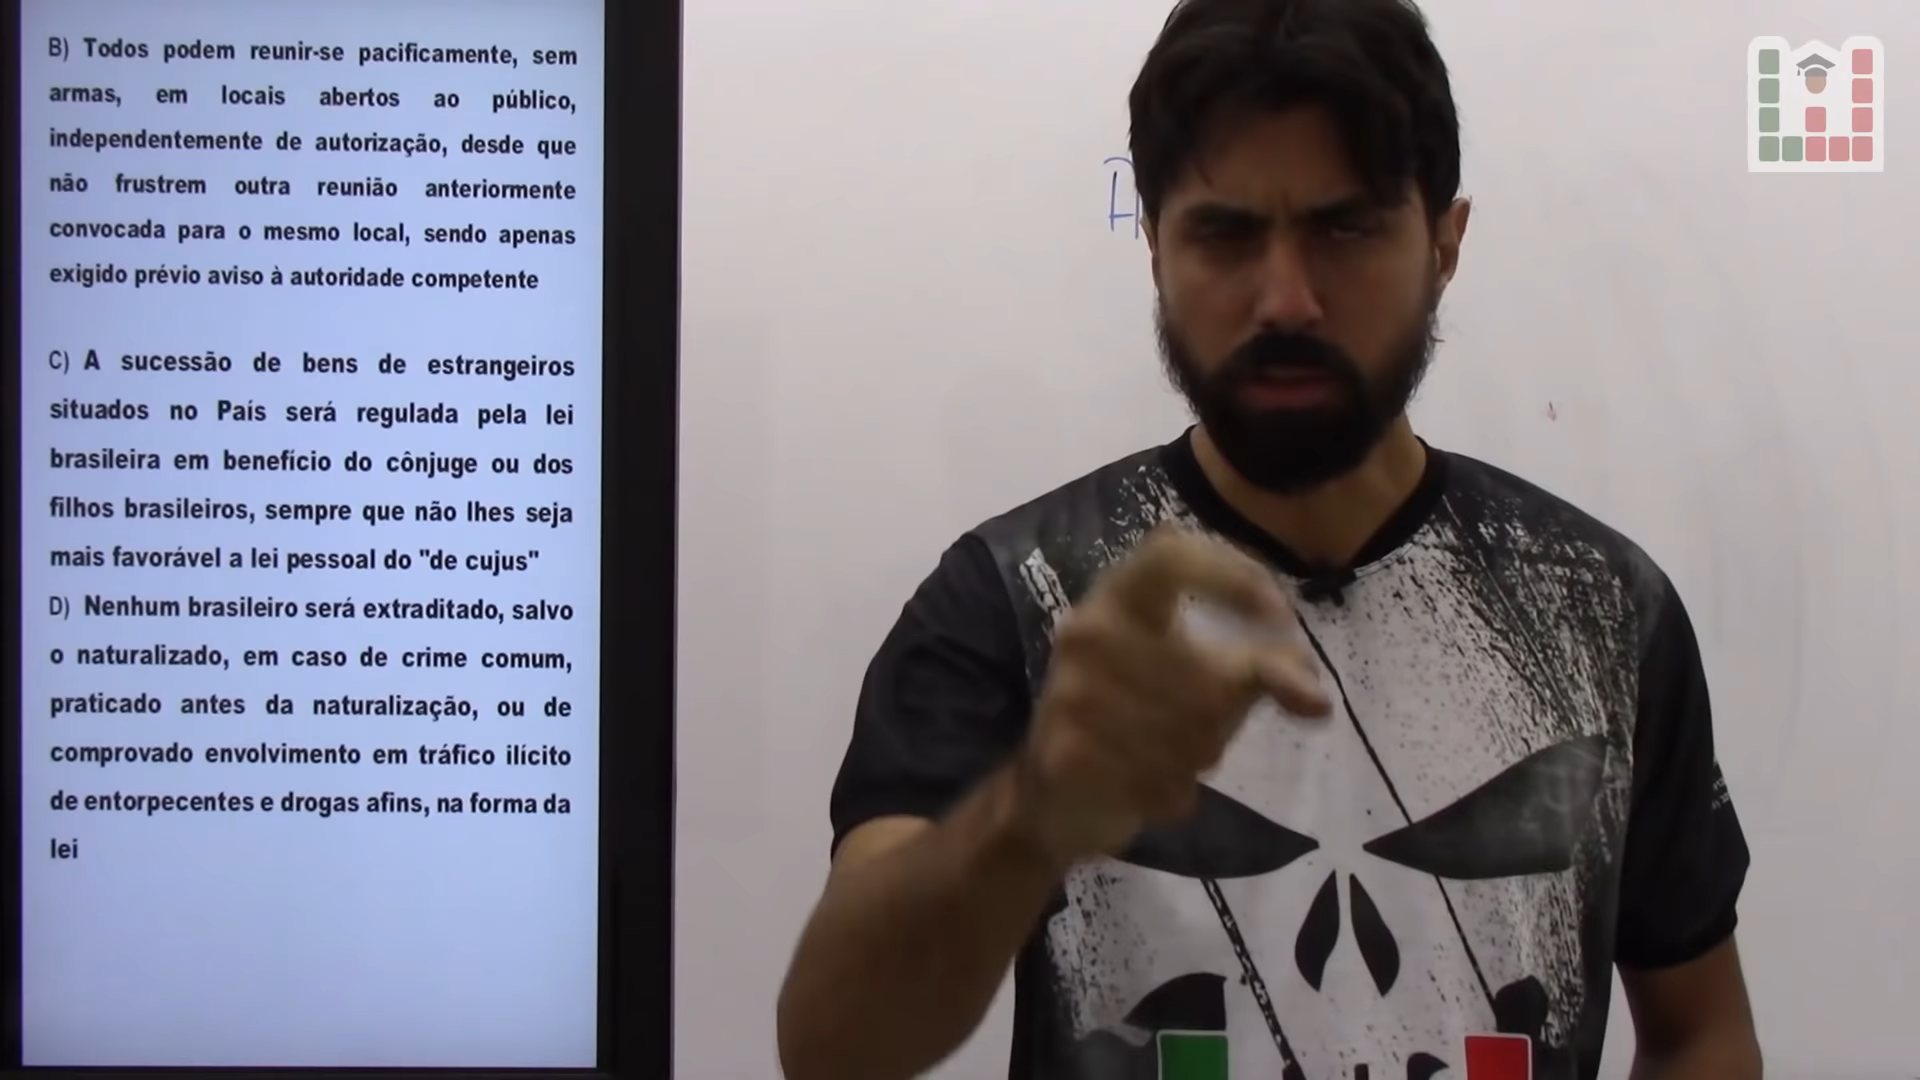 B) Todos podem reunir-se pacificamente, sem
armas, em locais abertos ao público,
independentemente de autorização, desde que
não frustrem outra reunião anteriormente
convocada para o mesmo local, sendo apenas
exigido prévio aviso à autoridade competente
C) A sucessão de bens de estrangeiros
situados no País será regulada pela lei
brasileira em benefício do cônjuge ou dos
filhos brasileiros, sempre que não lhes seja
mais favorável a lei pessoal do "de cujus"
D) Nenhum brasileiro será extraditado, salvo
o naturalizado, em caso de crime comum,
praticado antes da naturalização, ou de
comprovado envolvimento em tráfico ilícito
de entorpecentes e drogas afins, na forma da
lei